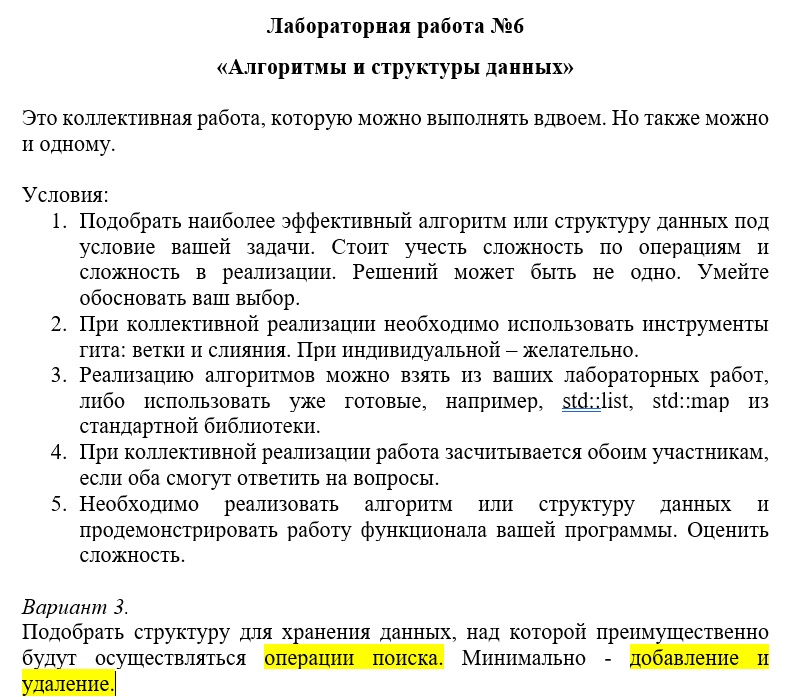 Лабораторная работа №6
«Алгоритмы и структуры данных»
Это коллективная работа, которую можно выполнять вдвоем. Но также можно
и одному.
Условия:
1. Подобрать наиболее эффективный алгоритм или структуру данных под
условие вашей задачи. Стоит учесть сложность по операциям и
сложность в реализации. Решений может быть не одно. Умейте
обосновать ваш выбор.
2. При коллективной реализации необходимо использовать инструменты
гита: ветки и слияния. При индивидуальной – желательно.
3. Реализацию алгоритмов можно взять из ваших лабораторных работ,
либо использовать уже готовые, например, std::list, std::map из
стандартной библиотеки.
4. При коллективной реализации работа засчитывается обоим участникам,
если оба смогут ответить на вопросы.
5. Необходимо реализовать алгоритм или структуру данных и
продемонстрировать работу функционала вашей программы. Оценить
сложность.
Вариант 3.
Подобрать структуру для хранения данных, над которой преимущественно
будут осуществляться операции поиска. Минимально - добавление и
удаление.